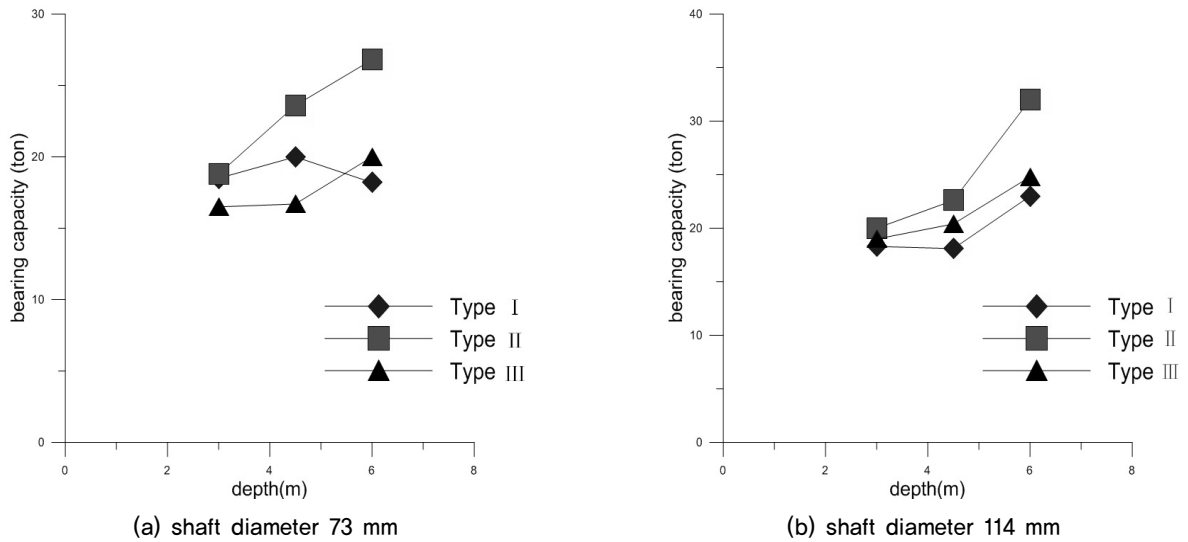 30
20
10
0
bearing capacity (ton)
0 2 4 6 8
depth(m)
Type Ⅰ
Type Ⅱ
Type Ⅲ
(a) shaft diameter 73 mm
40
30
20
10
0
bearing capacity (ton)
0 2 4 6 8
depth(m)
Type Ⅰ
Type Ⅱ
Type Ⅲ
(b) shaft diameter 114 mm